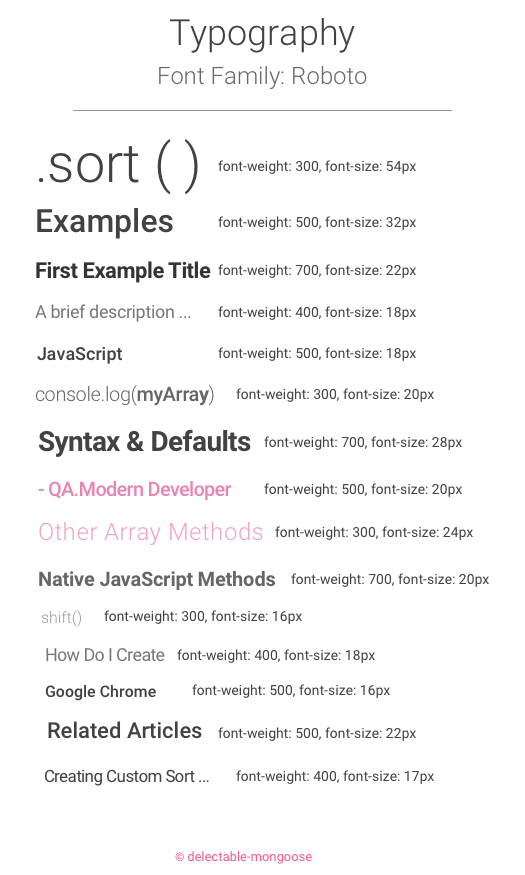 Typography
Font Family: Roboto
.sort ( ) font-weight: 300, font-size: 54px
Examples font-weight: 500, font-size: 32px
First Example Title font-weight: 700, font-size: 22px
A brief description ... font-weight: 400, font-size: 18px
JavaScript font-weight: 500, font-size: 18px
console.log(myArray) font-weight: 300, font-size: 20px
Syntax & Defaults font-weight: 700, font-size: 28px
- QA.Modern Developer font-weight: 500, font-size: 20px
Other Array Methods font-weight: 300, font-size: 24px
Native JavaScript Methods font-weight: 700, font-size: 20px
shift() font-weight: 300, font-size: 16px
How Do I Create font-weight: 400, font-size: 18px
Google Chrome font-weight: 500, font-size: 16px
Related Articles font-weight: 500, font-size: 22px
Creating Custom Sort ... font-weight: 400, font-size: 17px
© delectable-mongoose